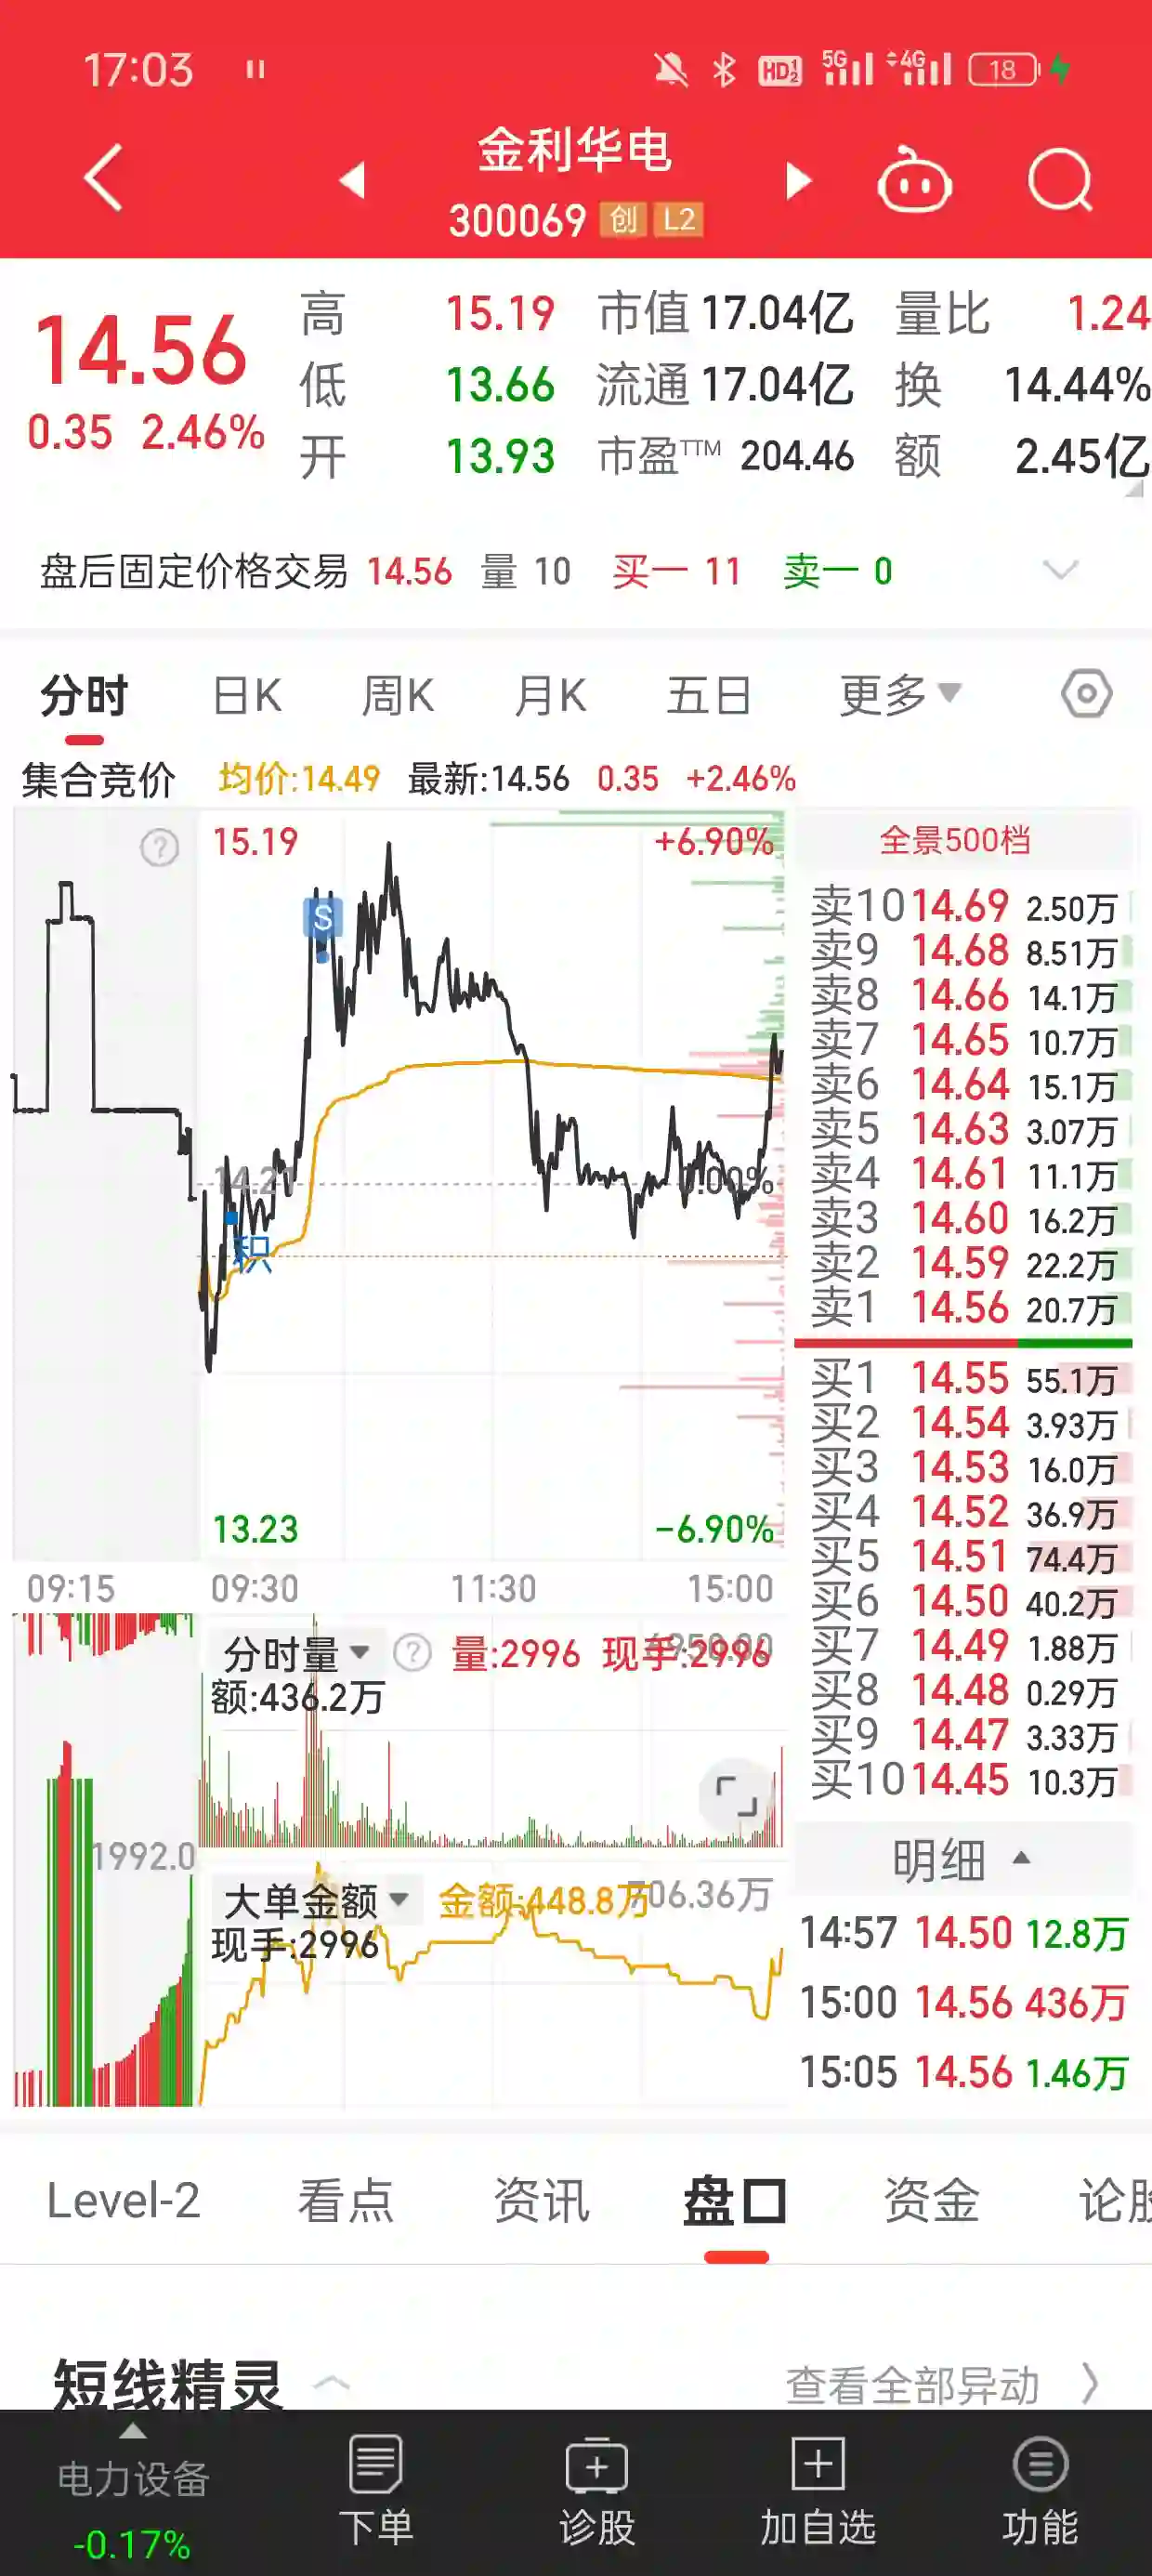 17:03 HD 1 2 5G 4G 18
金利华电
300069 创 L2
14.56
0.35 2.46%
高 15.19 市值 17.04亿 量比 1.24
低 13.66 流通 17.04亿 换 14.44%
开 13.93 市盈TTM 204.46 额 2.45亿
盘后固定价格交易 14.56 量 10 买一 11 卖一 0
分时 日K 周K 月K 五日 更多
集合竞价 均价:14.49 最新:14.56 0.35 +2.46%
15.19 +6.90%
S
14.21 0.00%
积
13.23 -6.90%
09:15 09:30 11:30 15:00
全景500档
卖10 14.69 2.50万
卖9 14.68 8.51万
卖8 14.66 14.1万
卖7 14.65 10.7万
卖6 14.64 15.1万
卖5 14.63 3.07万
卖4 14.61 11.1万
卖3 14.60 16.2万
卖2 14.59 22.2万
卖1 14.56 20.7万
买1 14.55 55.1万
买2 14.54 3.93万
买3 14.53 16.0万
买4 14.52 36.9万
买5 14.51 74.4万
买6 14.50 40.2万
买7 14.49 1.88万
买8 14.48 0.29万
买9 14.47 3.33万
买10 14.45 10.3万
分时量 ? 量:2996 现手:2996
额:436.2万
1992.0
大单金额 金额:448.8万
现手:2996
明细
14:57 14.50 12.8万
15:00 14.56 436万
15:05 14.56 1.46万
Level-2 看点 资讯 盘口 资金 论股
短线精灵 查看全部异动
电力设备
-0.17%
下单 诊股 加自选 功能